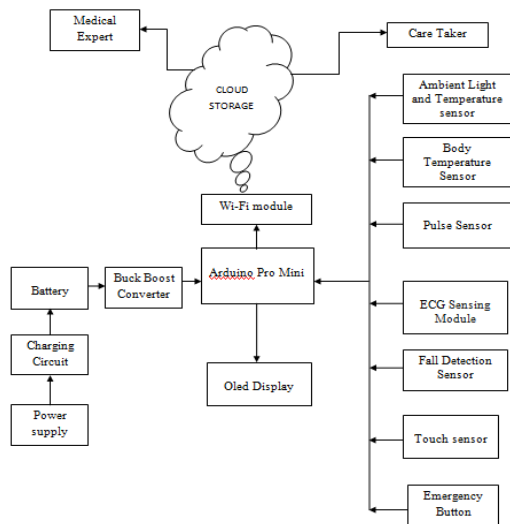 Medical
Expert
Care Taker
CLOUD
STORAGE
Ambient Light
and Temperature
sensor
Body
Temperature
Sensor
Wi-Fi module
Pulse Sensor
Arduino Pro Mini
Buck Boost
Converter
Battery
ECG Sensing
Module
Charging
Circuit
Fall Detection
Sensor
Oled Display
Power
supply
Touch sensor
Emergency
Button